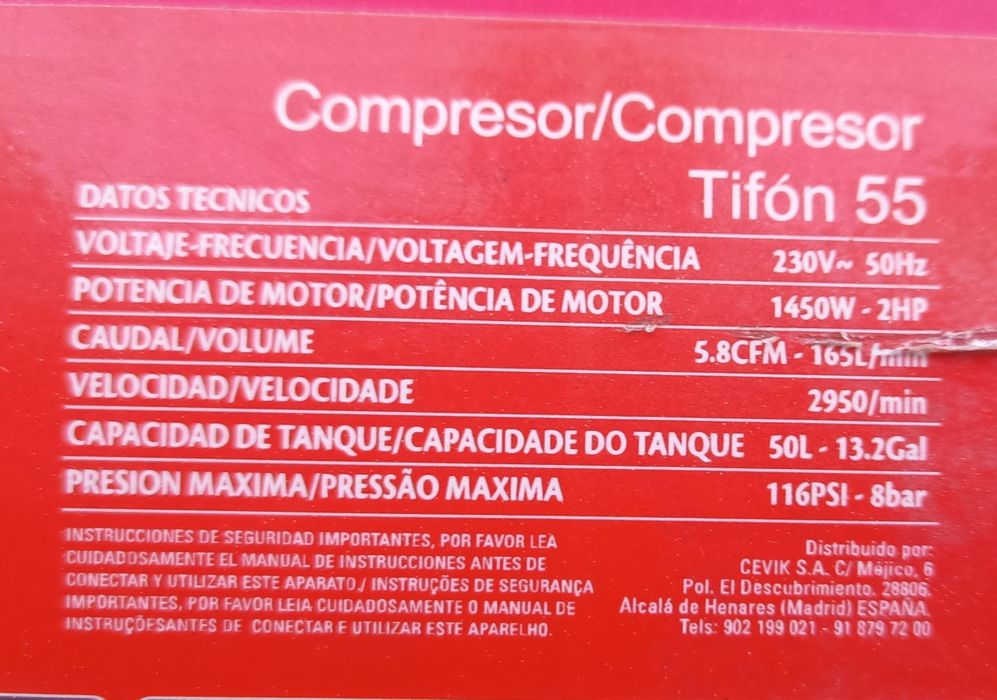 Compresor/Compresor
Tifón 55
DATOS TECNICOS
VOLTAJE-FRECUENCIA/VOLTAGEM-FREQUÊNCIA 230V~ 50Hz
POTENCIA DE MOTOR/POTÊNCIA DE MOTOR 1450W - 2HP
CAUDAL/VOLUME 5.8CFM - 165L/min
VELOCIDAD/VELOCIDADE 2950/min
CAPACIDAD DE TANQUE/CAPACIDADE DO TANQUE 50L - 13.2Gal
PRESION MAXIMA/PRESSÃO MAXIMA 116PSI - 8bar
INSTRUCCIONES DE SEGURIDAD IMPORTANTES, POR FAVOR LEA
CUIDADOSAMENTE EL MANUAL DE INSTRUCCIONES ANTES DE
CONECTAR Y UTILIZAR ESTE APARATO./ INSTRUÇÕES DE SEGURANÇA
IMPORTANTES, POR FAVOR LEIA CUIDADOSAMENTE O MANUAL DE
INSTRUÇÕESANTES DE CONECTAR E UTILIZAR ESTE APARELHO.
Distribuido por:
CEVIK S.A. C/ Méjico, 6
Pol. El Descubrimiento. 28806.
Alcalá de Henares (Madrid) ESPAÑA.
Tels: 902 199 021 - 91 879 72 00